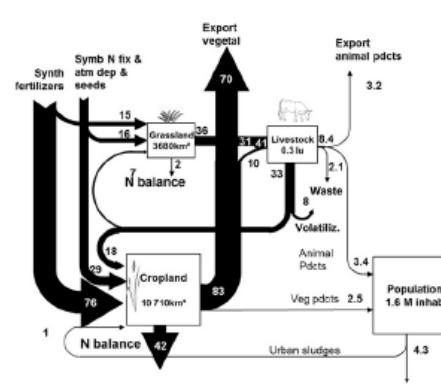 Export
vegetal
Symb N fix &
atm dep &
seeds
Synth
fertilizers
Export
animal pdcts
70
3.2
15
16
36
Grassland
3680km²
31
41
Livestock
0.3 lu
8.4
10
2
7
N balance
33
2.1
Waste
8
Volatiliz.
18
Animal
Pdcts
3.4
29
Cropland
10 710km²
76
83
Veg pdcts
2.5
Population
1.6 M inhab
1
N balance
42
Urban sludges
4.3